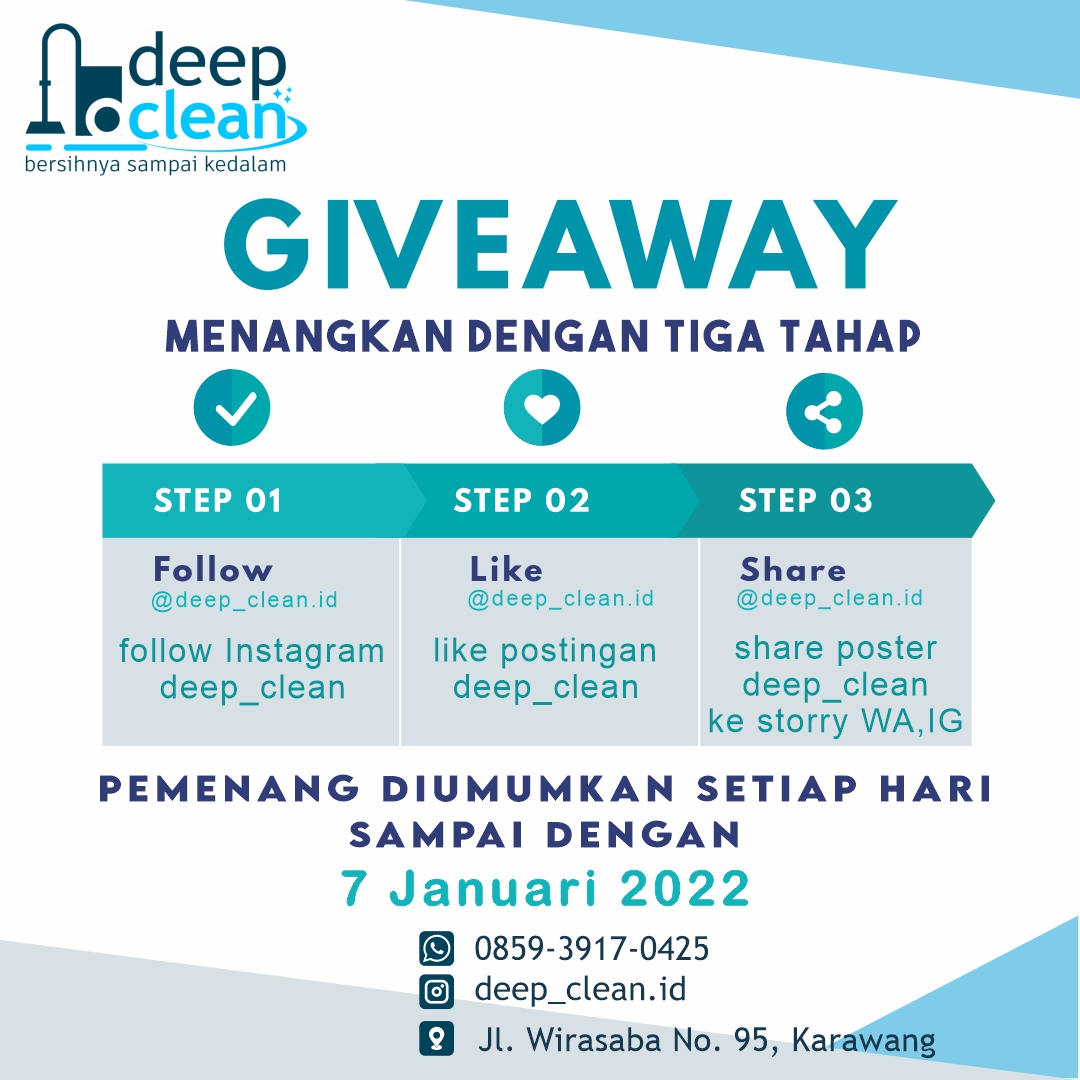 deep
clean
bersihnya sampai kedalam
GIVEAWAY
MENANGKAN DENGAN TIGA TAHAP
STEP 01
Follow
@deep_clean.id
follow Instagram
deep_clean
STEP 02
Like
@deep_clean.id
like postingan
deep_clean
STEP 03
Share
@deep_clean.id
share poster
deep_clean
ke storry WA,IG
PEMENANG DIUMUMKAN SETIAP HARI
SAMPAI DENGAN
7 Januari 2022
0859-3917-0425
deep_clean.id
Jl. Wirasaba No. 95, Karawang